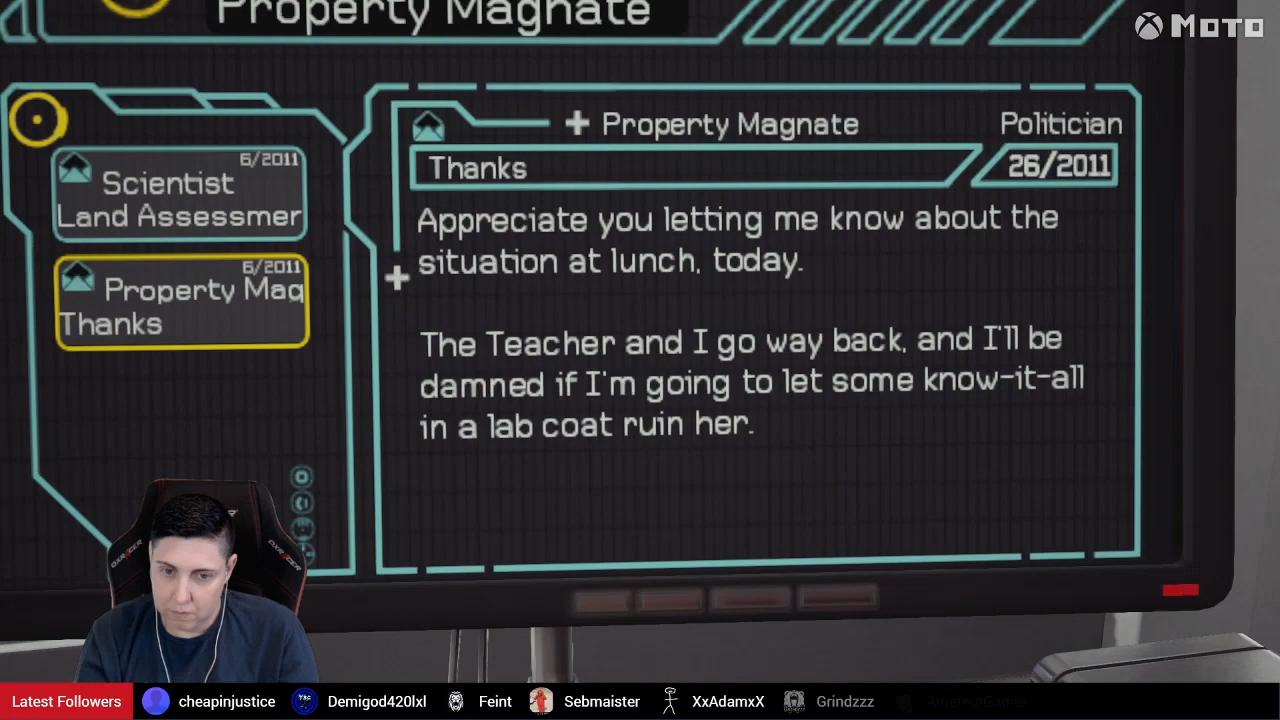 Property Magnate
MOTO
6/2011
Scientist
Land Assessmer
6/2011
Property Mag
Thanks
Property Magnate
Politician
Thanks
26/2011
Appreciate you letting me know about the
situation at lunch, today.
The Teacher and I go way back, and I'll be
damned if I'm going to let some know-it-all
in a lab coat ruin her.
Latest Followers
cheapinjustice
Demigod420lxl
Feint
Sebmaister
XxAdamxX
Grindzzz